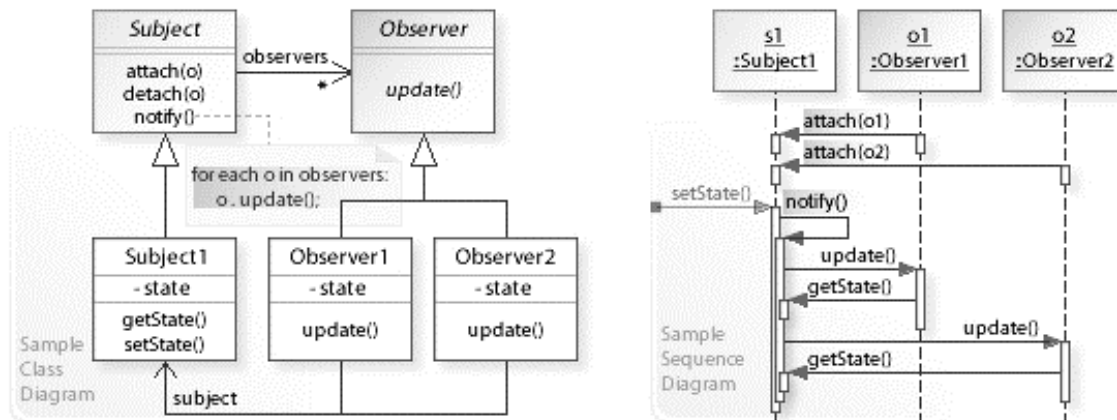 Subject
attach(o)
detach(o)
notify()
observers
*
Observer
update()
for each o in observers:
o . update();
Subject1
- state
getState()
setState()
Observer1
- state
update()
Observer2
- state
update()
subject
Sample
Class
Diagram
s1
:Subject1
o1
:Observer1
o2
:Observer2
attach(o1)
attach(o2)
setState()
notify()
update()
getState()
update()
getState()
Sample
Sequence
Diagram